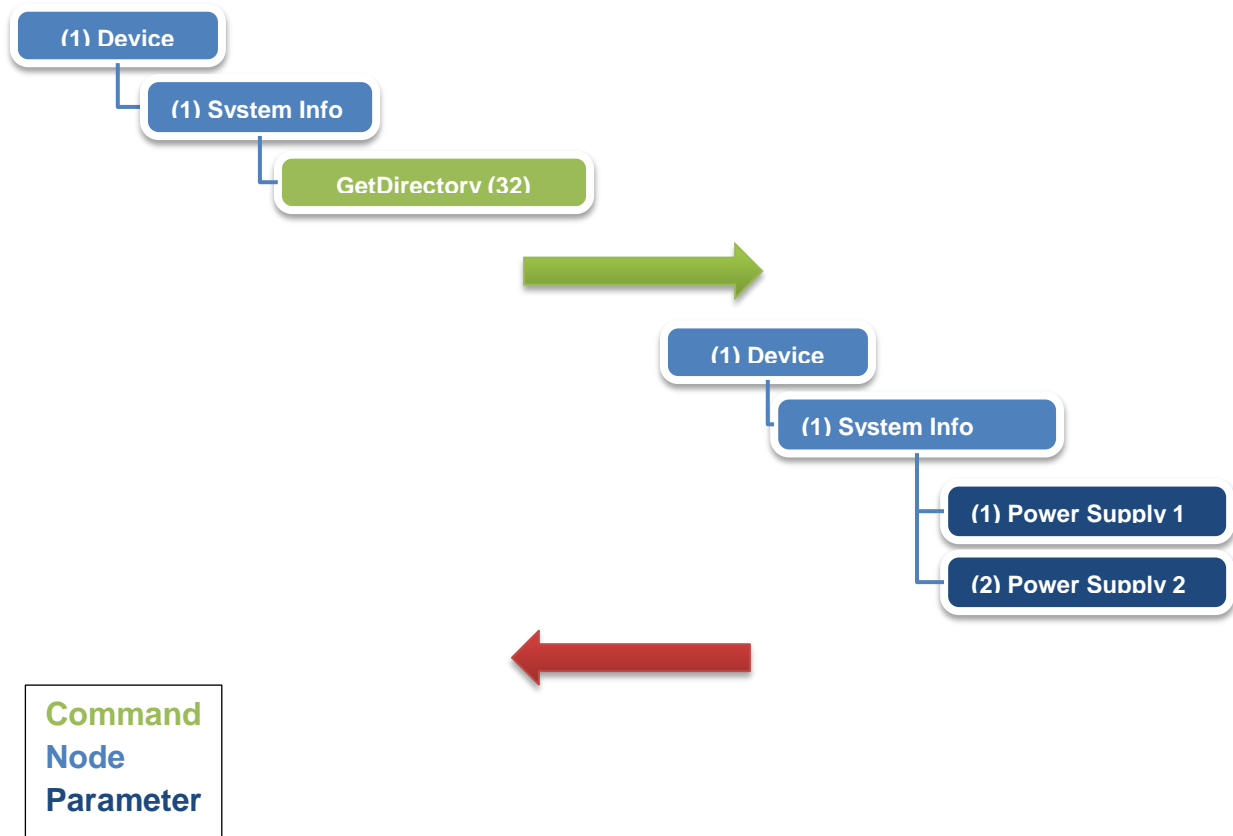 (1) Device
(1) System Info
GetDirectory (32)
(1) Device
(1) System Info
(1) Power Supply 1
(2) Power Supply 2
Command
Node
Parameter